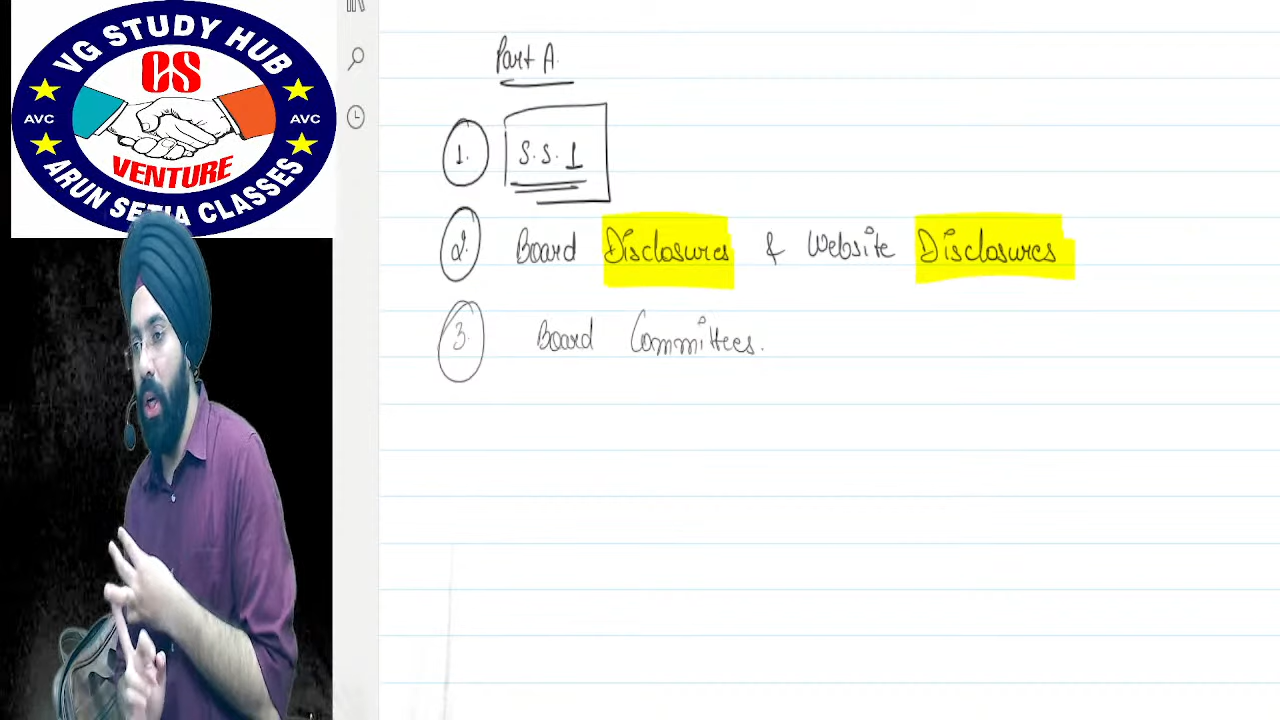 VG STUDY HUB
CS
AVC
AVC
VENTURE
ARUN SETIA CLASSES
Part A.
1. S.S. 1
2. Board Disclosures & Website Disclosures
3. Board Committees.